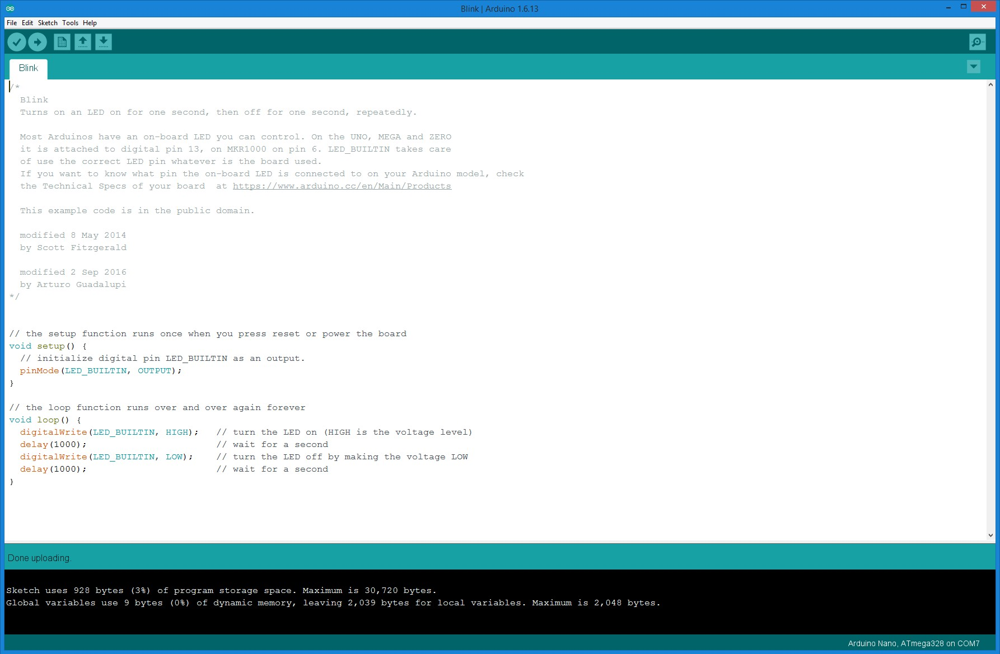 Blink | Arduino 1.6.13
File Edit Sketch Tools Help
Blink
/*
  Blink
  Turns on an LED on for one second, then off for one second, repeatedly.

  Most Arduinos have an on-board LED you can control. On the UNO, MEGA and ZERO
  it is attached to digital pin 13, on MKR1000 on pin 6. LED_BUILTIN takes care
  of use the correct LED pin whatever is the board used.
  If you want to know what pin the on-board LED is connected to on your Arduino model, check
  the Technical Specs of your board  at https://www.arduino.cc/en/Main/Products

  This example code is in the public domain.

  modified 8 May 2014
  by Scott Fitzgerald

  modified 2 Sep 2016
  by Arturo Guadalupi
*/

// the setup function runs once when you press reset or power the board
void setup() {
  // initialize digital pin LED_BUILTIN as an output.
  pinMode(LED_BUILTIN, OUTPUT);
}

// the loop function runs over and over again forever
void loop() {
  digitalWrite(LED_BUILTIN, HIGH);   // turn the LED on (HIGH is the voltage level)
  delay(1000);                       // wait for a second
  digitalWrite(LED_BUILTIN, LOW);    // turn the LED off by making the voltage LOW
  delay(1000);                       // wait for a second
}
Done uploading.
Sketch uses 928 bytes (3%) of program storage space. Maximum is 30,720 bytes.
Global variables use 9 bytes (0%) of dynamic memory, leaving 2,039 bytes for local variables. Maximum is 2,048 bytes.
Arduino Nano, ATmega328 on COM7